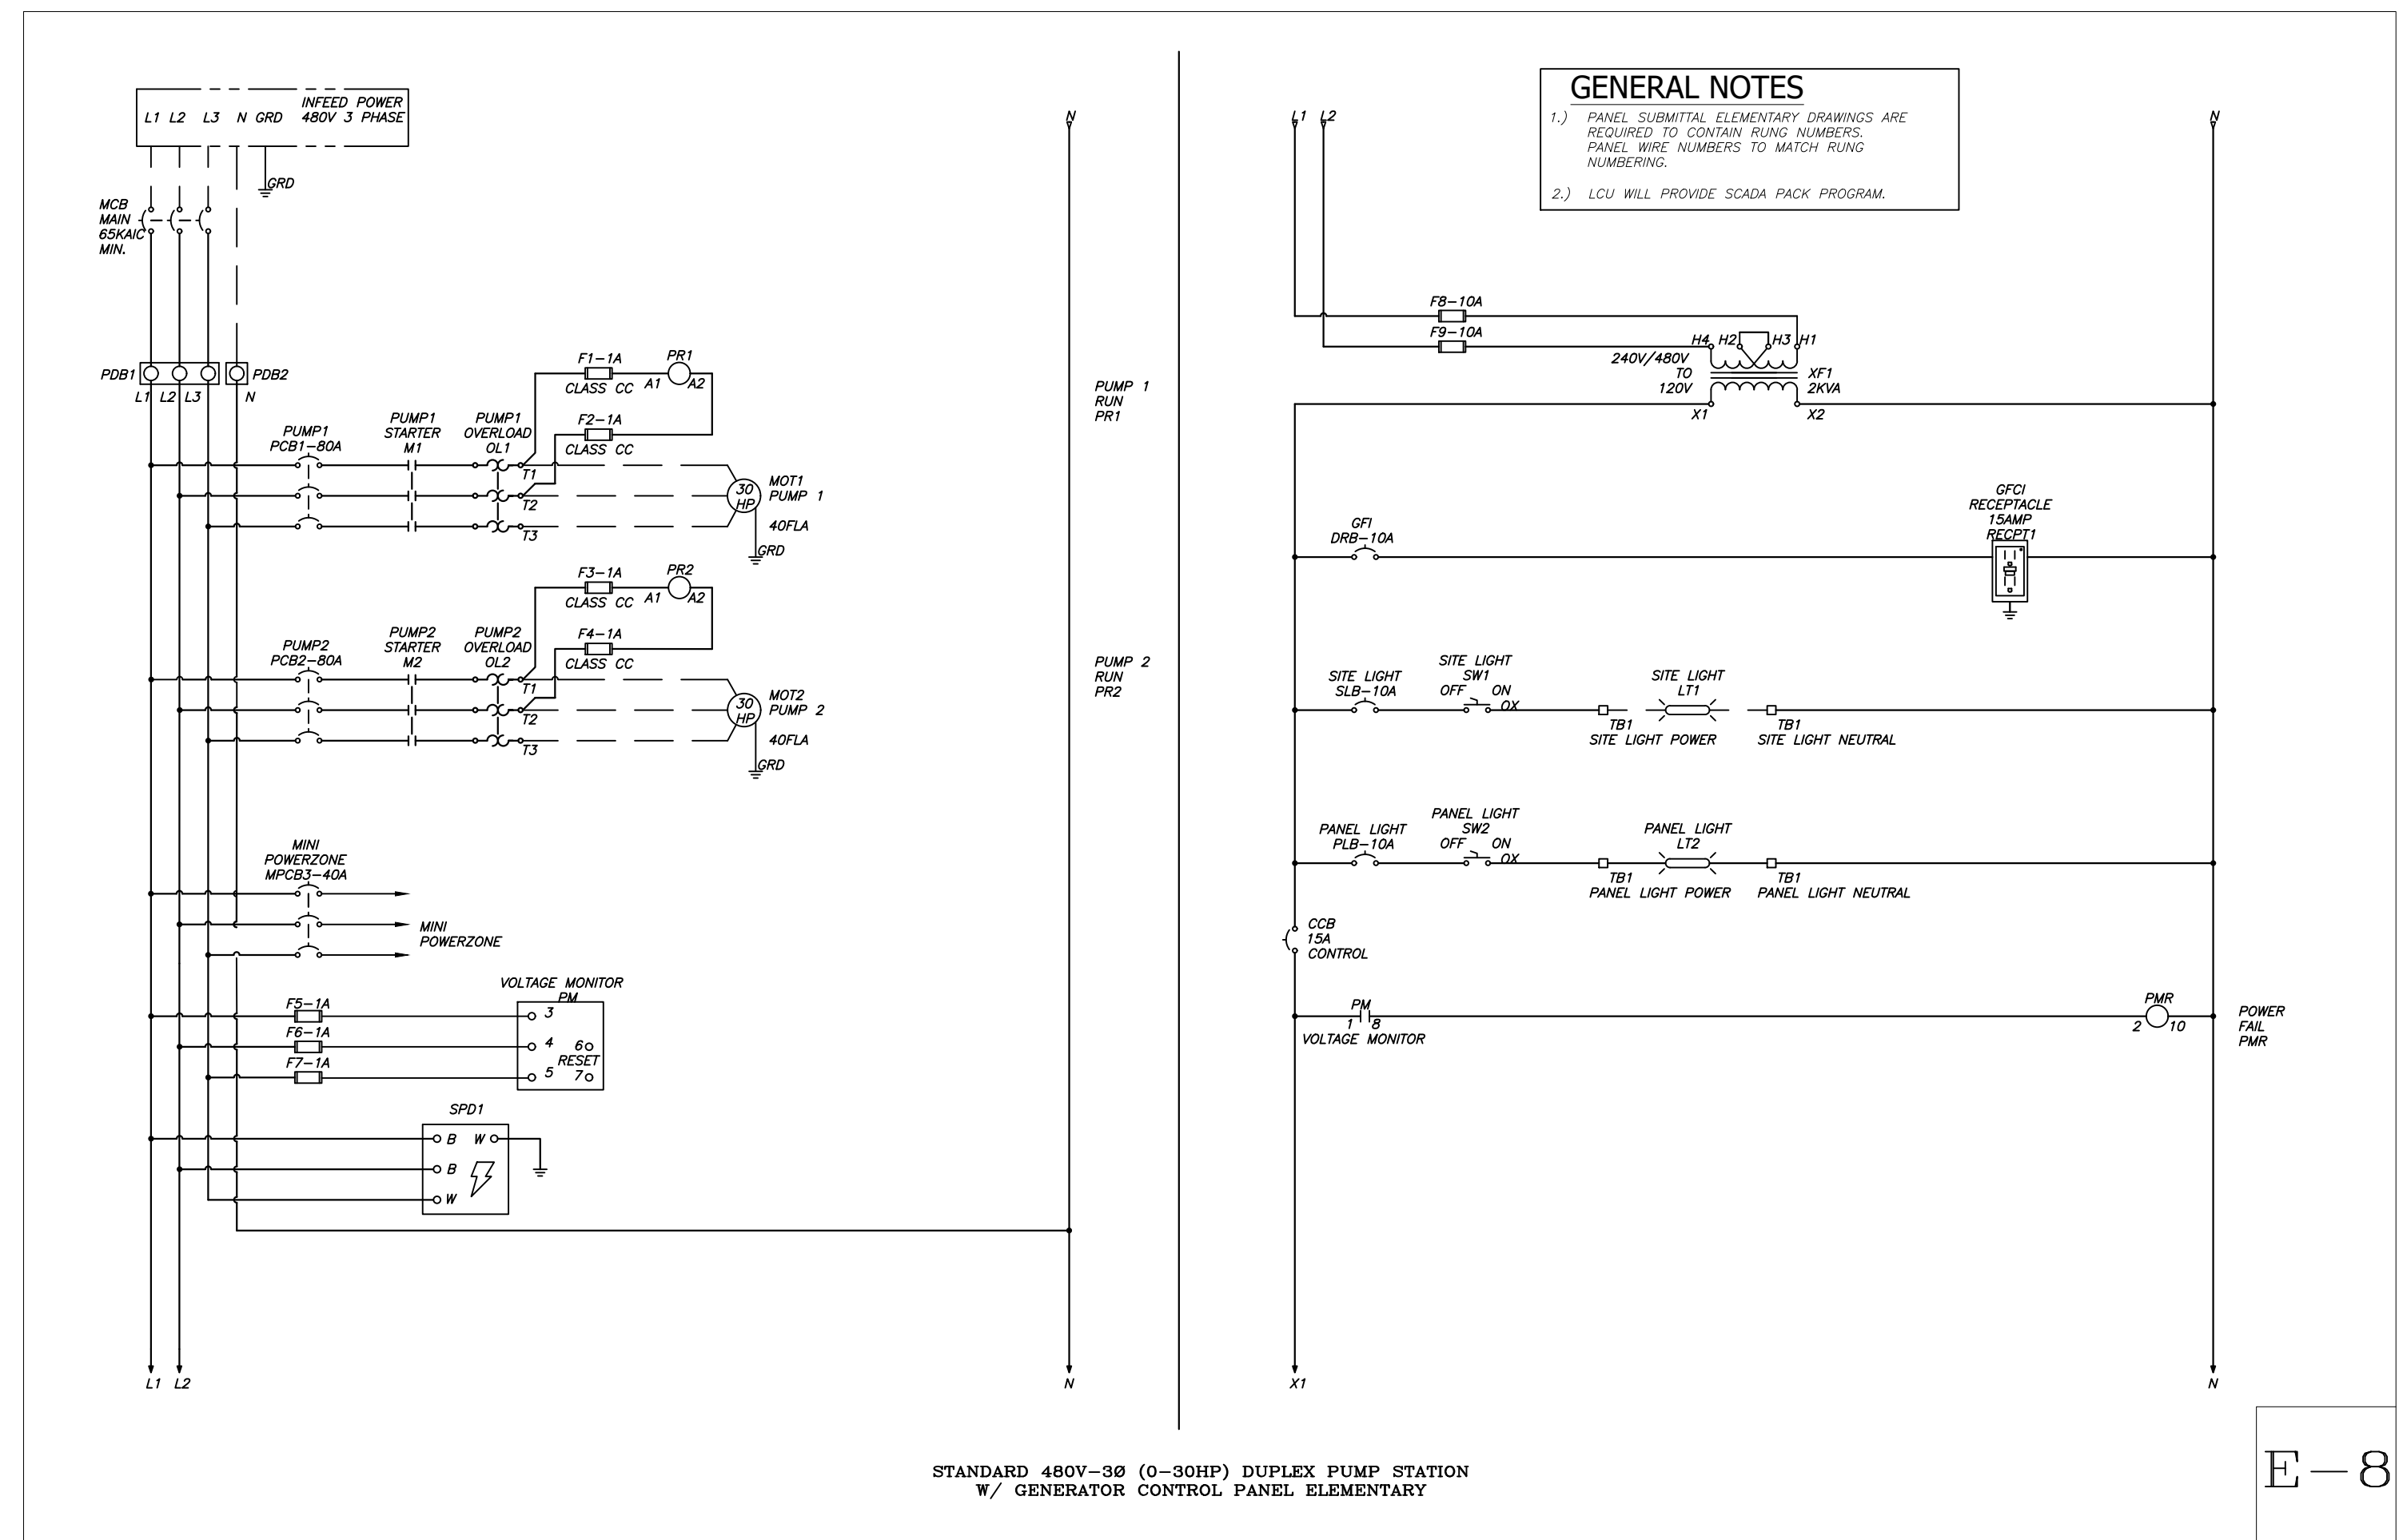 INFEED POWER
L1 L2 L3 N GRD 480V 3 PHASE
GRD
MCB
MAIN
65KAIC
MIN.
PDB1
PDB2
L1 L2 L3 N
PUMP1
PCB1-80A
PUMP1
STARTER
M1
PUMP1
OVERLOAD
OL1
F1-1A
CLASS CC
PR1
A1 A2
F2-1A
CLASS CC
T1
T2
T3
30
HP
MOT1
PUMP 1
40FLA
GRD
PUMP2
PCB2-80A
PUMP2
STARTER
M2
PUMP2
OVERLOAD
OL2
F3-1A
CLASS CC
PR2
A1 A2
F4-1A
CLASS CC
T1
T2
T3
30
HP
MOT2
PUMP 2
40FLA
GRD
MINI
POWERZONE
MPCB3-40A
MINI
POWERZONE
VOLTAGE MONITOR
PM
F5-1A
3
F6-1A
4 6
RESET
F7-1A
5 7
SPD1
B W
B
W
L1 L2
N
PUMP 1
RUN
PR1
PUMP 2
RUN
PR2
N
L1 L2
GENERAL NOTES
1.) PANEL SUBMITTAL ELEMENTARY DRAWINGS ARE
REQUIRED TO CONTAIN RUNG NUMBERS.
PANEL WIRE NUMBERS TO MATCH RUNG
NUMBERING.
2.) LCU WILL PROVIDE SCADA PACK PROGRAM.
N
F8-10A
F9-10A
H4 H2 H3 H1
240V/480V
TO
120V
XF1
2KVA
X1 X2
GFI
DRB-10A
GFCI
RECEPTACLE
15AMP
RECPT1
SITE LIGHT
SLB-10A
SITE LIGHT
SW1
OFF ON
OX
SITE LIGHT
LT1
TB1
SITE LIGHT POWER
TB1
SITE LIGHT NEUTRAL
PANEL LIGHT
PLB-10A
PANEL LIGHT
SW2
OFF ON
OX
PANEL LIGHT
LT2
TB1
PANEL LIGHT POWER
TB1
PANEL LIGHT NEUTRAL
CCB
15A
CONTROL
PM
1 8
VOLTAGE MONITOR
PMR
2 10
POWER
FAIL
PMR
X1
N
STANDARD 480V-3Ø (0-30HP) DUPLEX PUMP STATION
W/ GENERATOR CONTROL PANEL ELEMENTARY
E-8